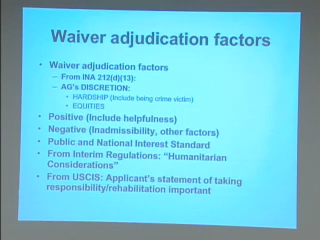 Waiver adjudication factors
• Waiver adjudication factors
– From INA 212(d)(13):
– AG's DISCRETION:
• HARDSHIP (Include being crime victim)
• EQUITIES
• Positive (Include helpfulness)
• Negative (Inadmissibility, other factors)
• Public and National Interest Standard
• From Interim Regulations: "Humanitarian
Considerations"
• From USCIS: Applicant's statement of taking
responsibility/rehabilitation important